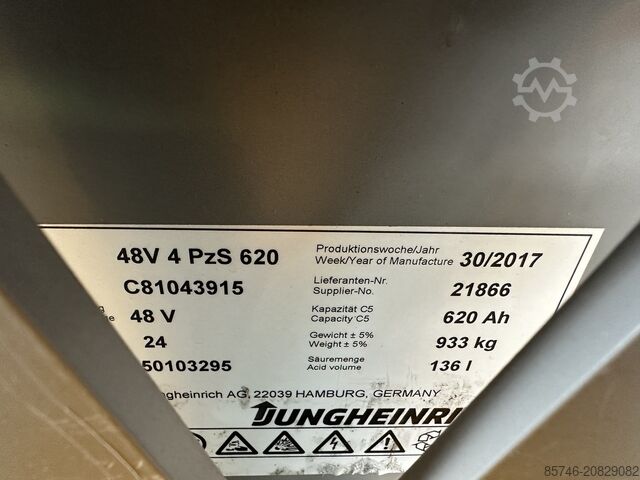 48V 4 PzS 620 Produktionswoche/Jahr Week/Year of Manufacture 30/2017
C81043915 Lieferanten-Nr. Supplier-No. 21866
48 V Kapazität C5 Capacity C5 620 Ah
24 Gewicht ± 5% Weight ± 5% 933 kg
50103295 Säuremenge Acid volume 136 l
ngheinrich AG, 22039 HAMBURG, GERMANY
JUNGHEINRI
85746-20829082